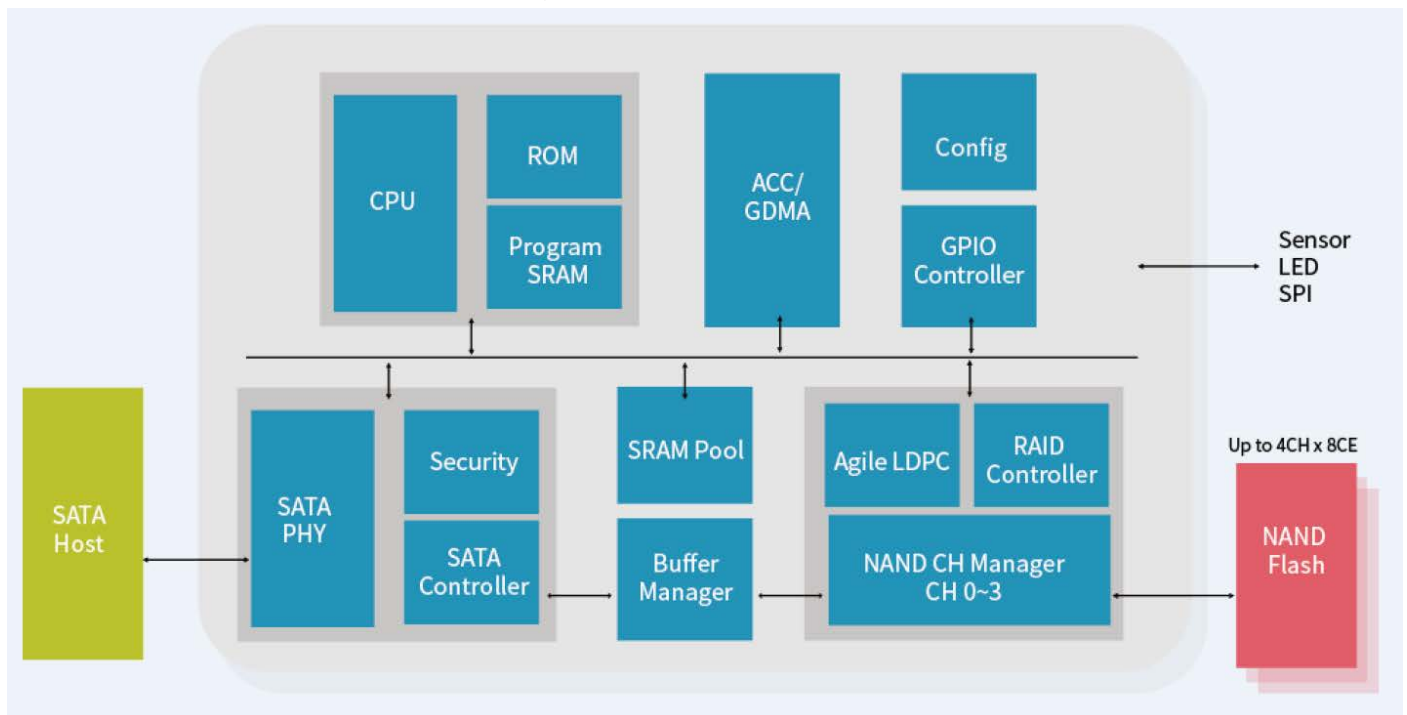 CPU
ROM
Program
SRAM
ACC/
GDMA
Config
GPIO
Controller
Sensor
LED
SPI
SATA
Host
SATA
PHY
Security
SATA
Controller
SRAM Pool
Buffer
Manager
Agile LDPC
RAID
Controller
NAND CH Manager
CH 0~3
Up to 4CH x 8CE
NAND
Flash